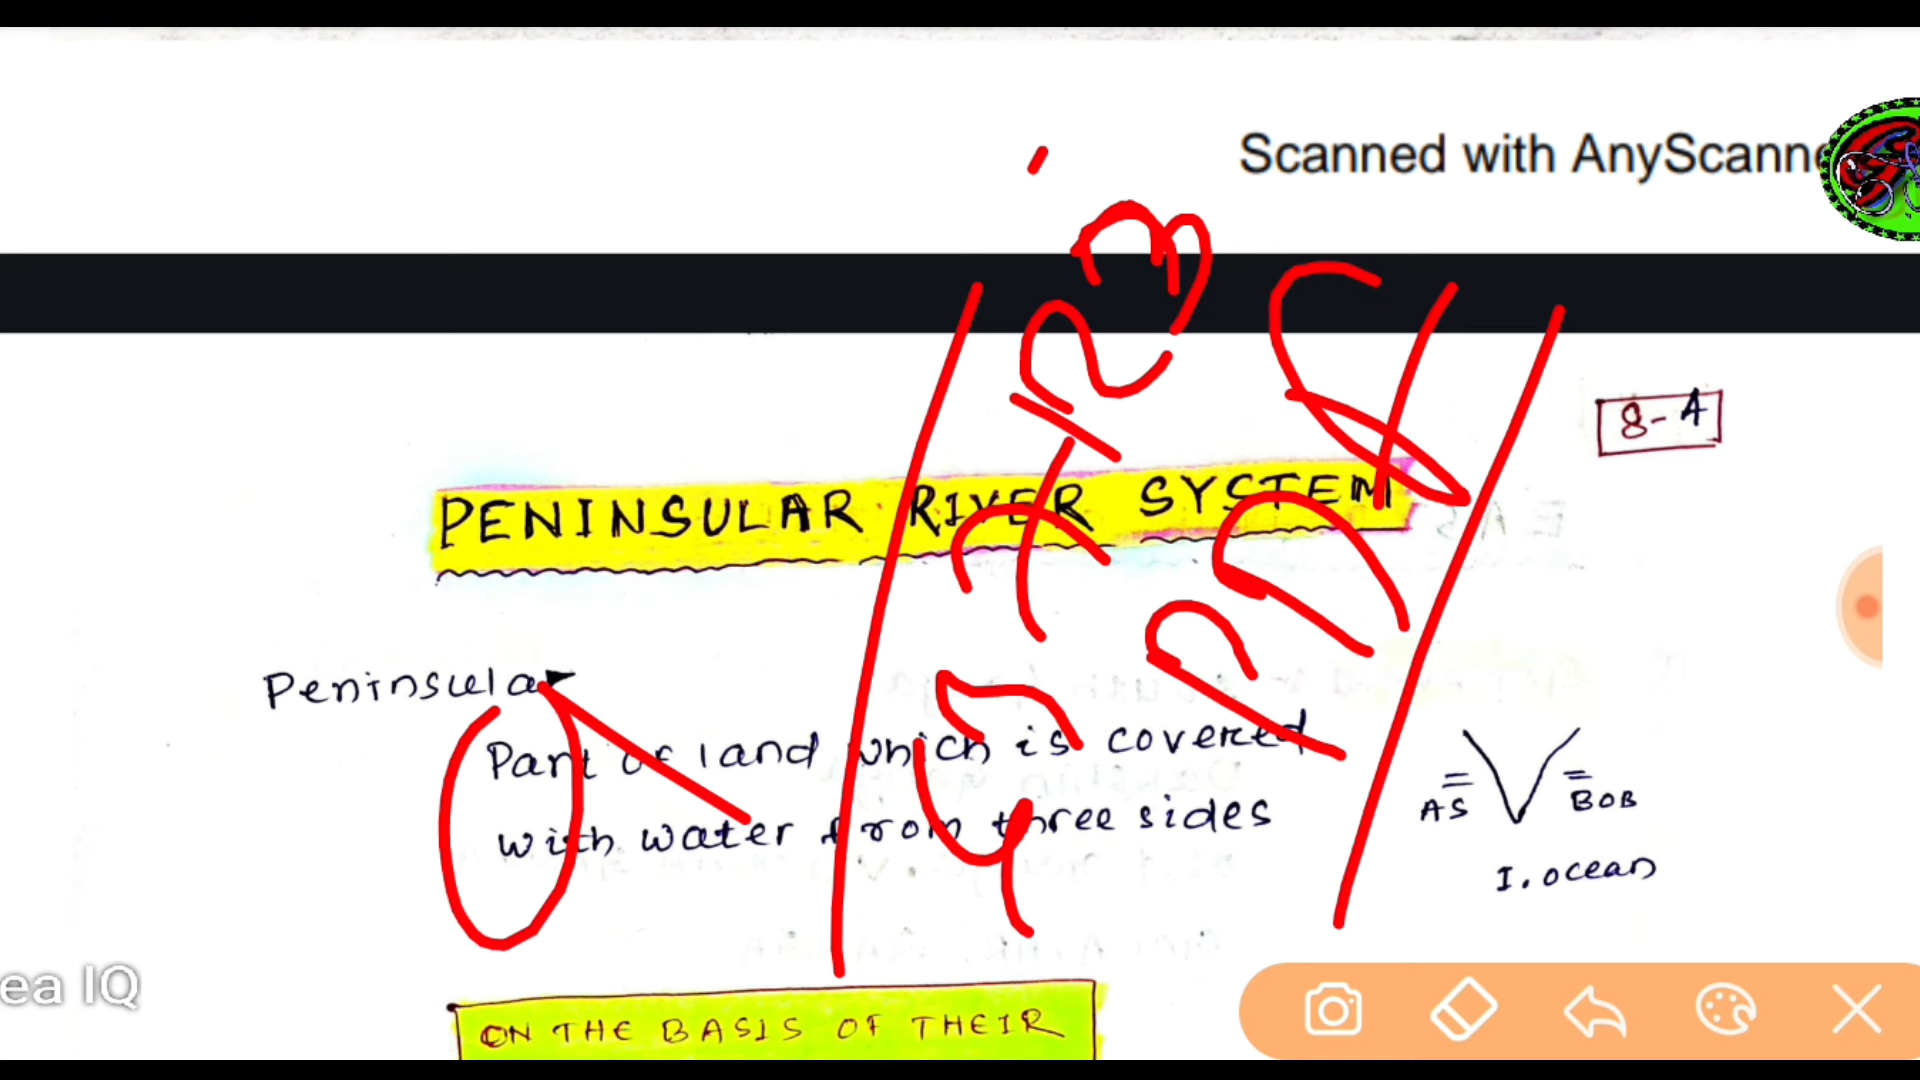 Scanned with AnyScanne
8-A
PENINSULAR RIVER SYSTEM
Peninsular
Part of land which is covered
with water from three sides
AS
BOB
I. ocean
ea IQ
ON THE BASIS OF THEIR